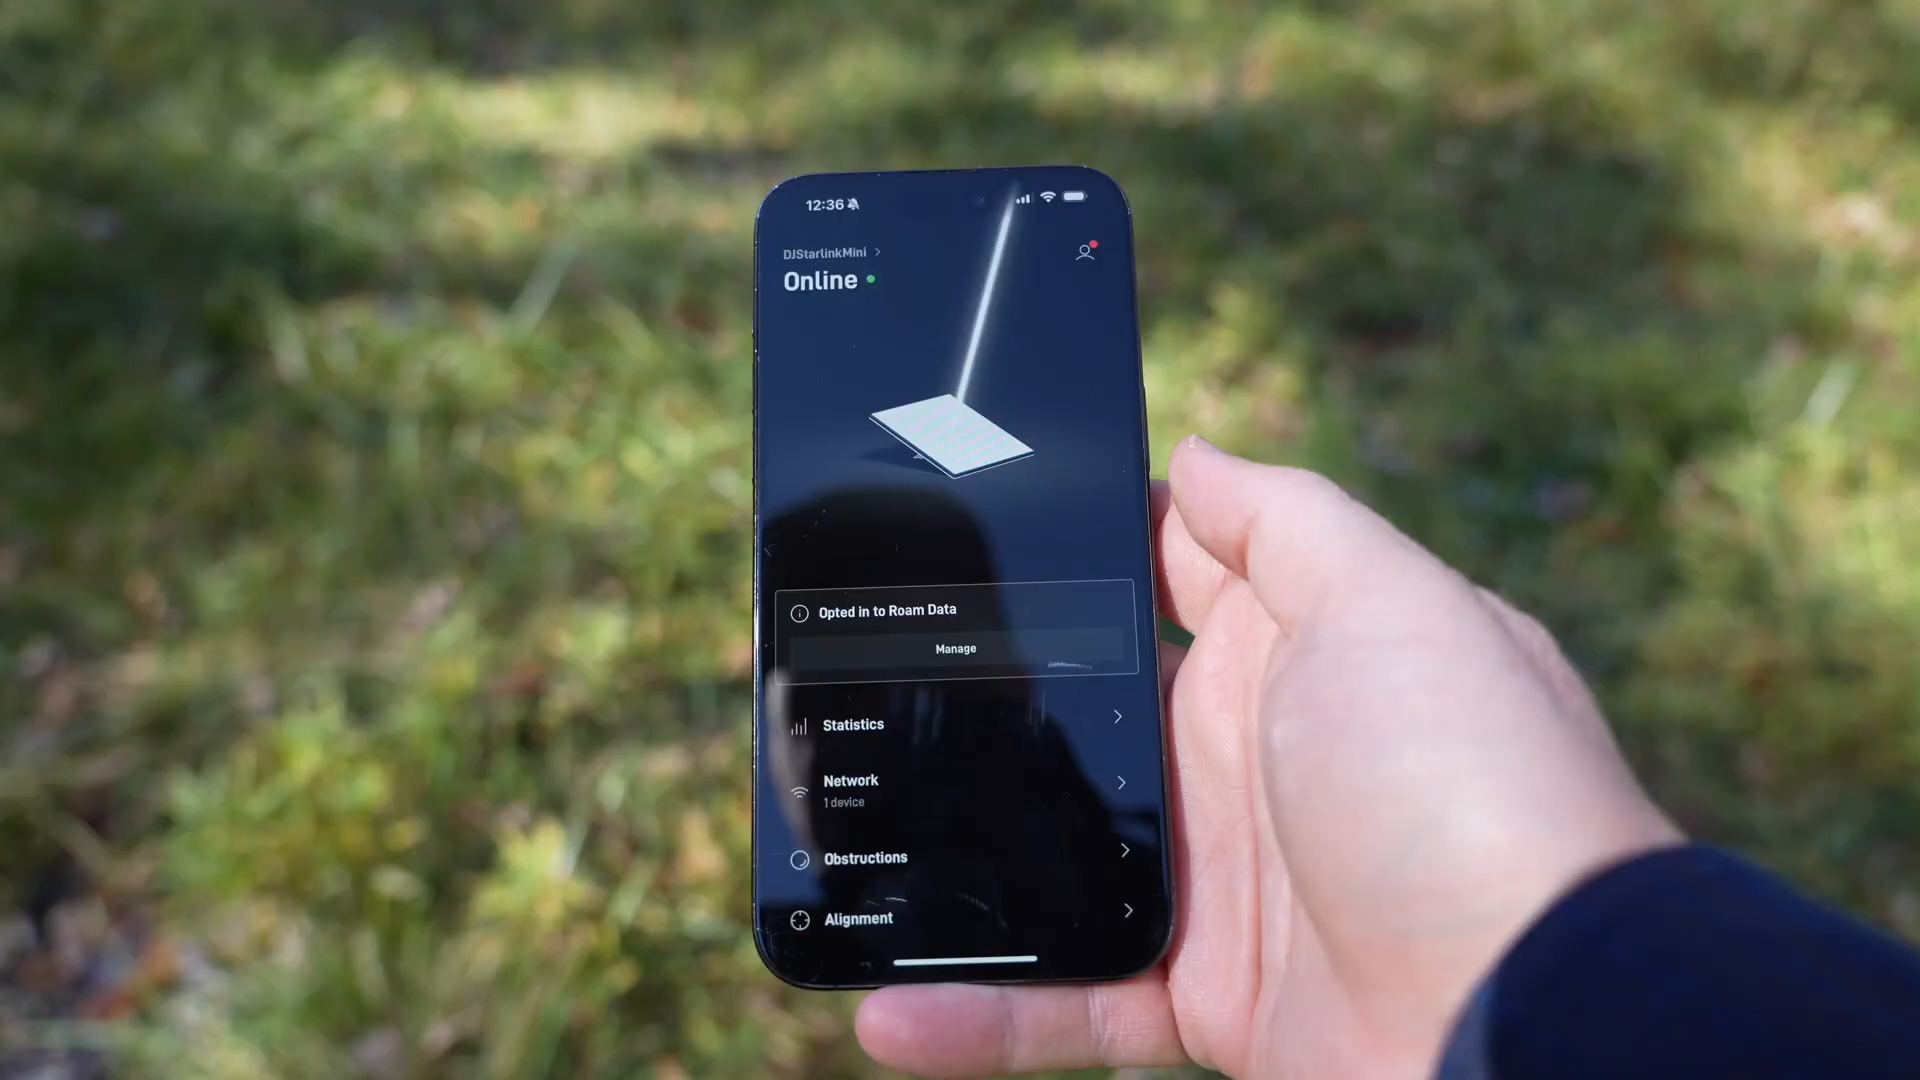 12:36
DJStarlinkMini
Online
Opted in to Roam Data
Manage
Statistics
Network
1 device
Obstructions
Alignment